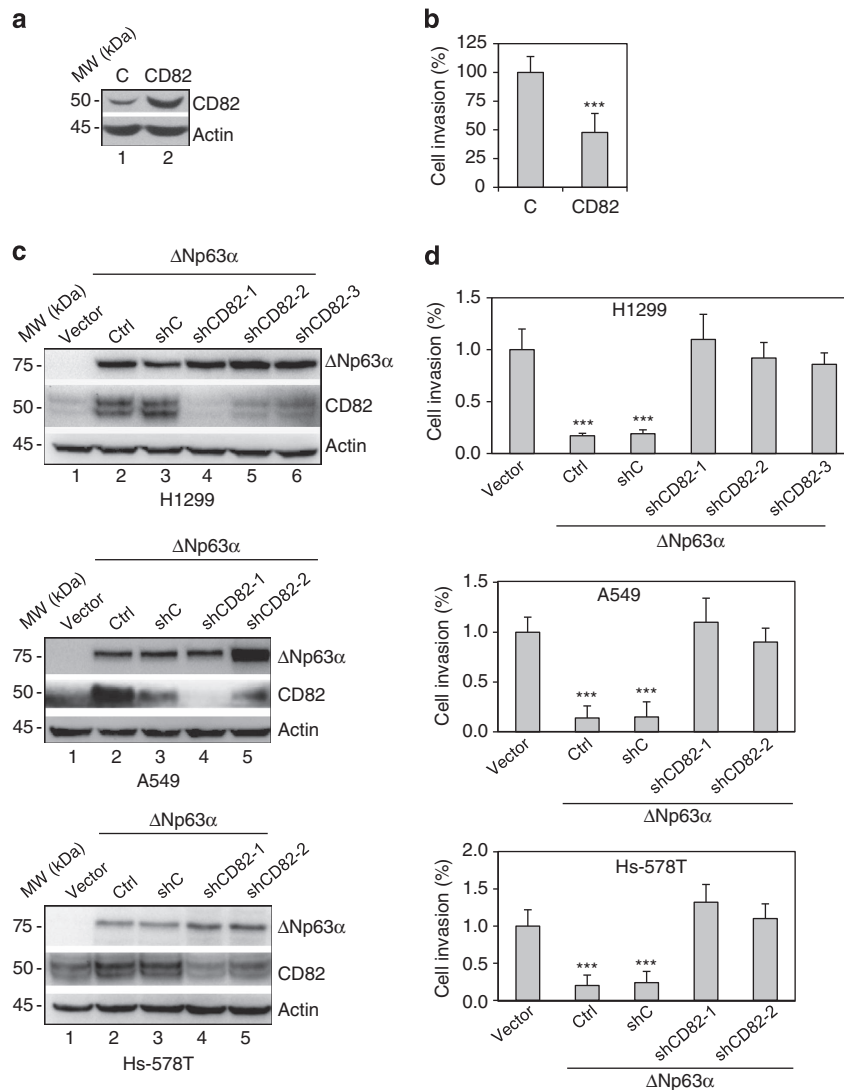 a
MW (kDa)
C CD82
50 - CD82
45 - Actin
1 2
b
Cell invasion (%)
125
100
75
50
25
0
***
C CD82
c
ΔNp63α
MW (kDa) Vector Ctrl shC shCD82-1 shCD82-2 shCD82-3
75 - ΔNp63α
50 - CD82
45 - Actin
1 2 3 4 5 6
H1299
ΔNp63α
MW (kDa) Vector Ctrl shC shCD82-1 shCD82-2
75 - ΔNp63α
50 - CD82
45 - Actin
1 2 3 4 5
A549
ΔNp63α
MW (kDa) Vector Ctrl shC shCD82-1 shCD82-2
75 - ΔNp63α
50 - CD82
45 - Actin
1 2 3 4 5
Hs-578T
d
H1299
Cell invasion (%)
1.5
1.0
0.5
0.0
*** ***
Vector Ctrl shC shCD82-1 shCD82-2 shCD82-3
ΔNp63α
A549
Cell invasion (%)
1.5
1.0
0.5
0.0
*** ***
Vector Ctrl shC shCD82-1 shCD82-2
ΔNp63α
Hs-578T
Cell invasion (%)
2.0
1.5
1.0
0.5
0.0
*** ***
Vector Ctrl shC shCD82-1 shCD82-2
ΔNp63α